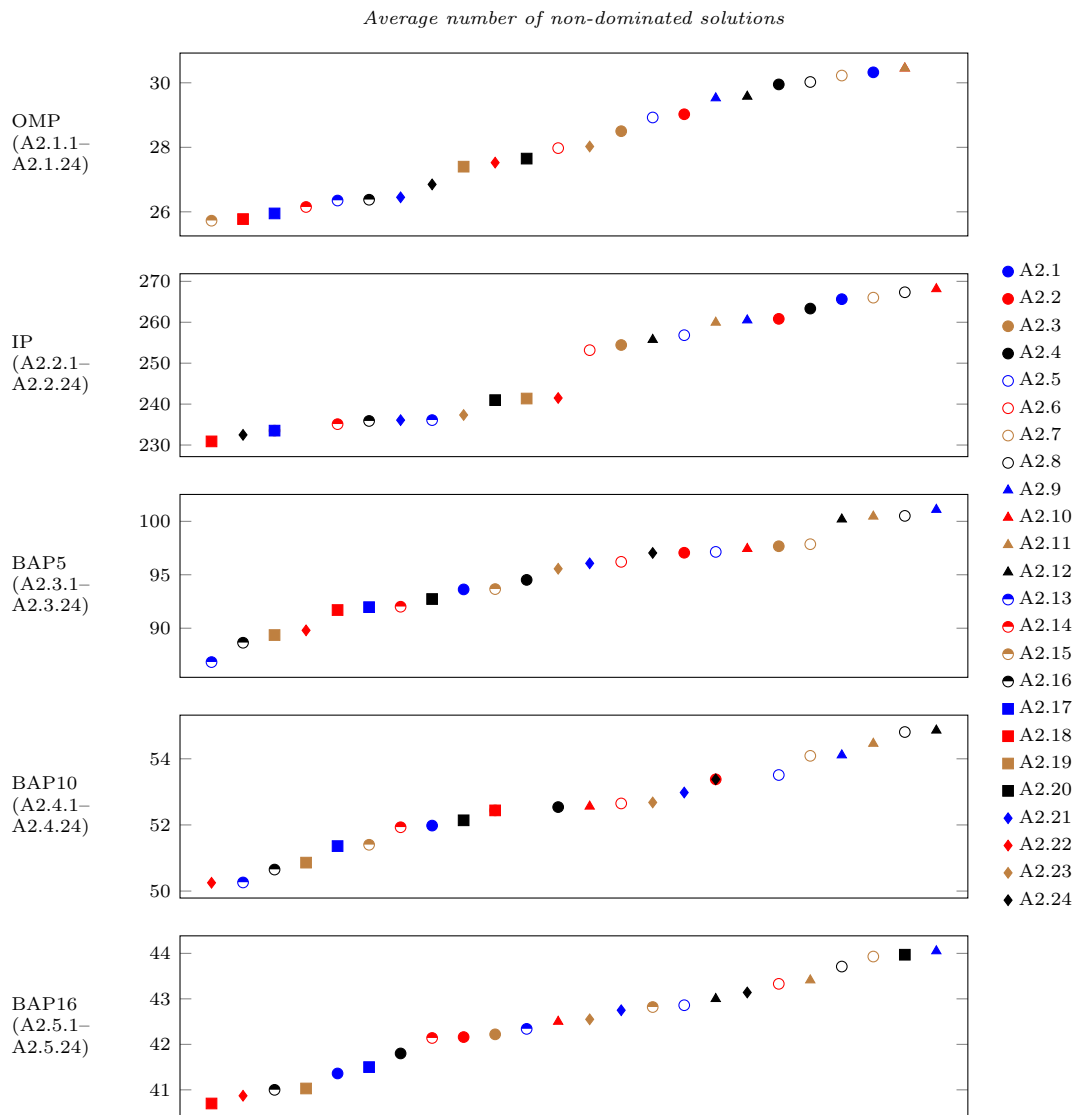 Average number of non-dominated solutions
OMP
(A2.1.1–
A2.1.24)
30
28
26
IP
(A2.2.1–
A2.2.24)
270
260
250
240
230
BAP5
(A2.3.1–
A2.3.24)
100
95
90
BAP10
(A2.4.1–
A2.4.24)
54
52
50
BAP16
(A2.5.1–
A2.5.24)
44
43
42
41
A2.1
A2.2
A2.3
A2.4
A2.5
A2.6
A2.7
A2.8
A2.9
A2.10
A2.11
A2.12
A2.13
A2.14
A2.15
A2.16
A2.17
A2.18
A2.19
A2.20
A2.21
A2.22
A2.23
A2.24